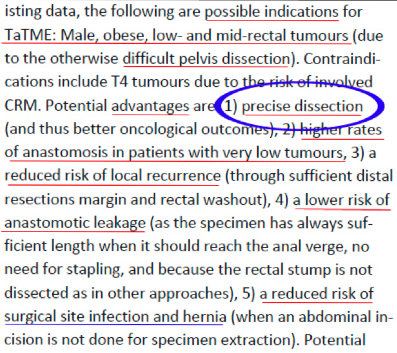 isting data, the following are possible indications for
TaTME: Male, obese, low- and mid-rectal tumours (due
to the otherwise difficult pelvis dissection). Contraindi-
cations include T4 tumours due to the risk of involved
CRM. Potential advantages are 1) precise dissection
(and thus better oncological outcomes), 2) higher rates
of anastomosis in patients with very low tumours, 3) a
reduced risk of local recurrence (through sufficient distal
resections margin and rectal washout), 4) a lower risk of
anastomotic leakage (as the specimen has always suf-
ficient length when it should reach the anal verge, no
need for stapling, and because the rectal stump is not
dissected as in other approaches), 5) a reduced risk of
surgical site infection and hernia (when an abdominal in-
cision is not done for specimen extraction). Potential